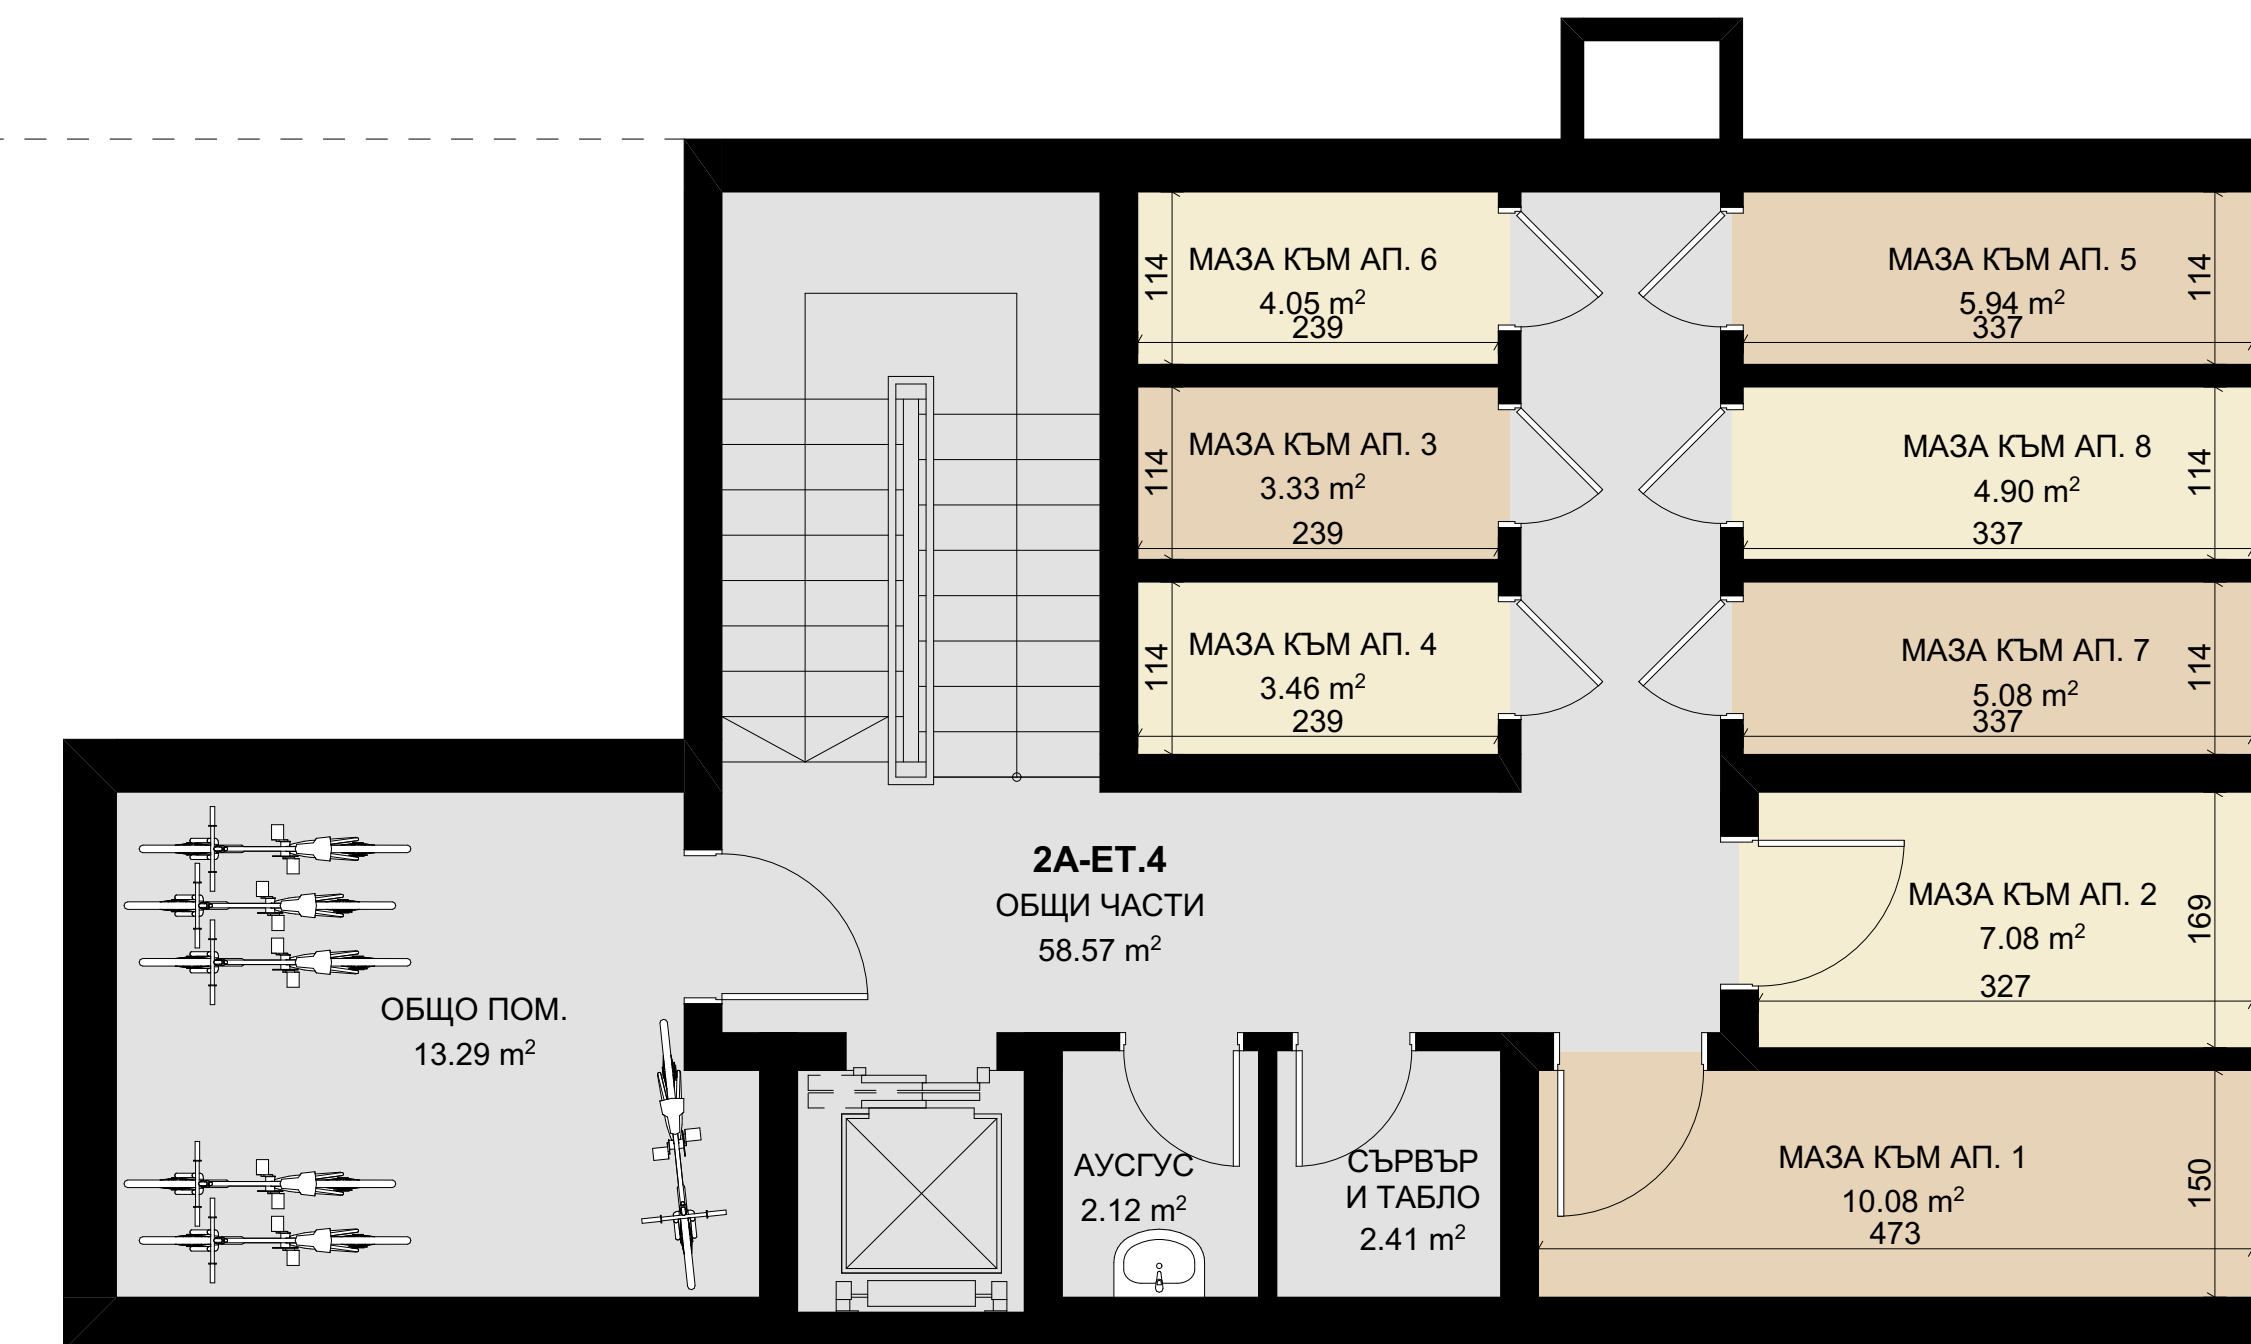 МАЗА КЪМ АП. 6
4.05 m²
239
114
МАЗА КЪМ АП. 5
5.94 m²
337
114
МАЗА КЪМ АП. 3
3.33 m²
239
114
МАЗА КЪМ АП. 8
4.90 m²
337
114
МАЗА КЪМ АП. 4
3.46 m²
239
114
МАЗА КЪМ АП. 7
5.08 m²
337
114
2А-ЕТ.4
ОБЩИ ЧАСТИ
58.57 m²
МАЗА КЪМ АП. 2
7.08 m²
327
169
ОБЩО ПОМ.
13.29 m²
АУСГУС
2.12 m²
СЪРВЪР
И ТАБЛО
2.41 m²
МАЗА КЪМ АП. 1
10.08 m²
473
150